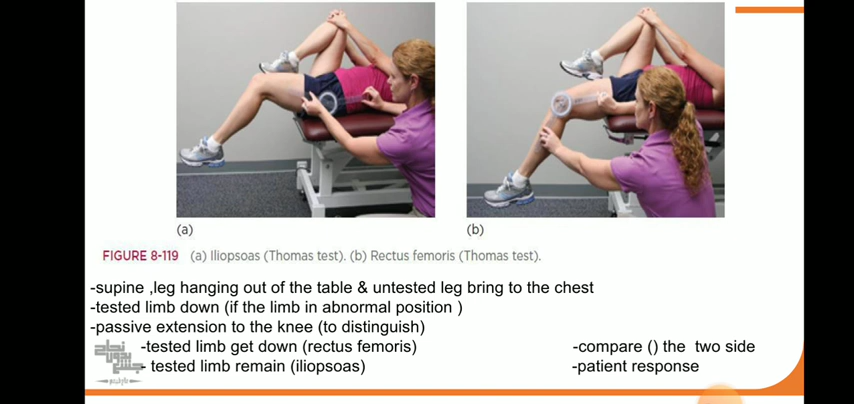 (a)
(b)
FIGURE 8-119 (a) Iliopsoas (Thomas test). (b) Rectus femoris (Thomas test).
-supine ,leg hanging out of the table & untested leg bring to the chest
-tested limb down (if the limb in abnormal position )
-passive extension to the knee (to distinguish)
-tested limb get down (rectus femoris)
- tested limb remain (iliopsoas)
-compare () the two side
-patient response